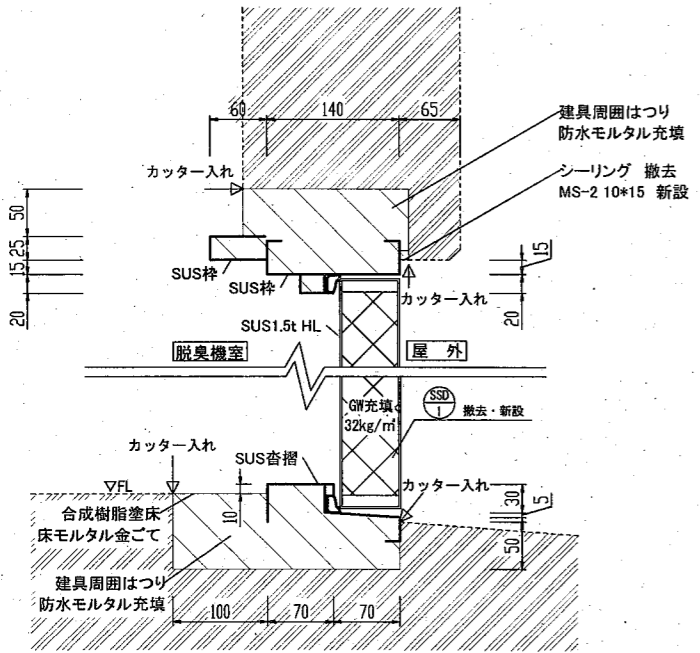 60 140 65
建具周囲はつり
防水モルタル充填
カッター入れ
シーリング 撤去
MS-2 10*15 新設
50
25
15
20
SUS枠
SUS枠
カッター入れ
15
20
SUS1.5t HL
脱臭機室
屋 外
GW充填
32kg/㎥
SSD
1
撤去・新設
カッター入れ
SUS沓摺
カッター入れ
▽FL
10
合成樹脂塗床
床モルタル金ごて
30
5
50
建具周囲はつり
防水モルタル充填
100 70 70